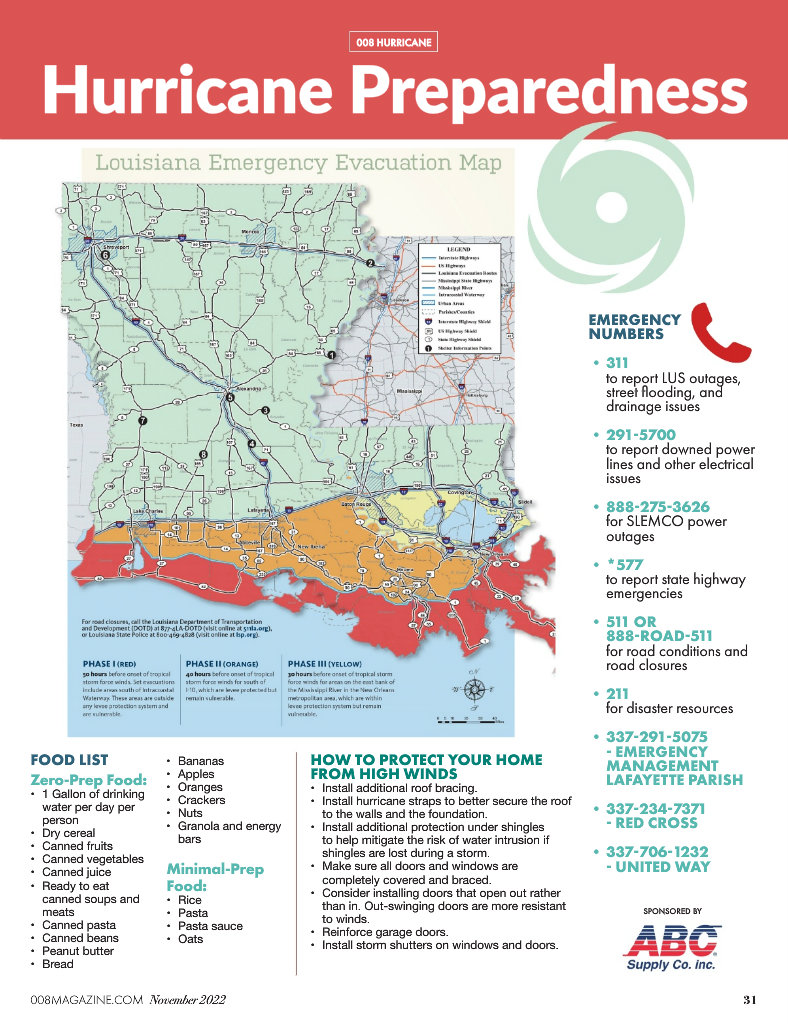 008 HURRICANE
Hurricane Preparedness
Louisiana Emergency Evacuation Map
LEGEND
Interstate Highways
US Highways
Louisiana Evacuation Routes
Mississippi State Highways
Mississippi River
Intracoastal Waterway
Urban Areas
Parishes/Counties
Interstate Highway Shield
US Highway Shield
State Highway Shield
Shelter Information Points
Shreveport
Monroe
Mississippi
Alexandria
Texas
Lake Charles
Lafayette
Baton Rouge
Covington
Slidell
New Iberia
Houma
For road closures, call the Louisiana Department of Transportation
and Development (DOTD) at 877-4LA-DOTD (visit online at 511la.org),
or Louisiana State Police at 800-469-4828 (visit online at lsp.org).
PHASE I (RED)
50 hours before onset of tropical
storm force winds. Set evacuations
include areas south of Intracoastal
Waterway. These areas are outside
any levee protection system and
are vulnerable.
PHASE II (ORANGE)
40 hours before onset of tropical
storm force winds for south of
I-10, which are levee protected but
remain vulnerable.
PHASE III (YELLOW)
30 hours before onset of tropical storm
force winds for areas on the east bank of
the Mississippi River in the New Orleans
metropolitan area, which are within
levee protection system but remain
vulnerable.
EMERGENCY
NUMBERS
• 311
to report LUS outages,
street flooding, and
drainage issues
• 291-5700
to report downed power
lines and other electrical
issues
• 888-275-3626
for SLEMCO power
outages
• *577
to report state highway
emergencies
• 511 OR
888-ROAD-511
for road conditions and
road closures
• 211
for disaster resources
• 337-291-5075
- EMERGENCY
MANAGEMENT
LAFAYETTE PARISH
• 337-234-7371
- RED CROSS
• 337-706-1232
- UNITED WAY
SPONSORED BY
ABC
Supply Co. inc.
FOOD LIST
Zero-Prep Food:
• 1 Gallon of drinking
water per day per
person
• Dry cereal
• Canned fruits
• Canned vegetables
• Canned juice
• Ready to eat
canned soups and
meats
• Canned pasta
• Canned beans
• Peanut butter
• Bread
• Bananas
• Apples
• Oranges
• Crackers
• Nuts
• Granola and energy
bars
Minimal-Prep
Food:
• Rice
• Pasta
• Pasta sauce
• Oats
HOW TO PROTECT YOUR HOME
FROM HIGH WINDS
• Install additional roof bracing.
• Install hurricane straps to better secure the roof
to the walls and the foundation.
• Install additional protection under shingles
to help mitigate the risk of water intrusion if
shingles are lost during a storm.
• Make sure all doors and windows are
completely covered and braced.
• Consider installing doors that open out rather
than in. Out-swinging doors are more resistant
to winds.
• Reinforce garage doors.
• Install storm shutters on windows and doors.
008MAGAZINE.COM November 2022
31